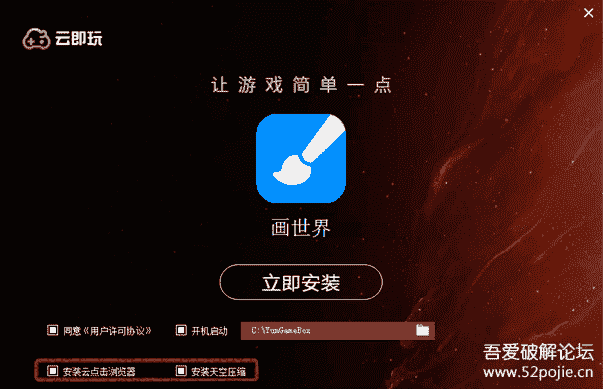 云即玩
让游戏简单一点
画世界
立即安装
同意《用户许可协议》 开机启动 C:\YunGameBox
安装云点击浏览器 安装天空压缩
吾爱破解论坛
www.52pojie.cn